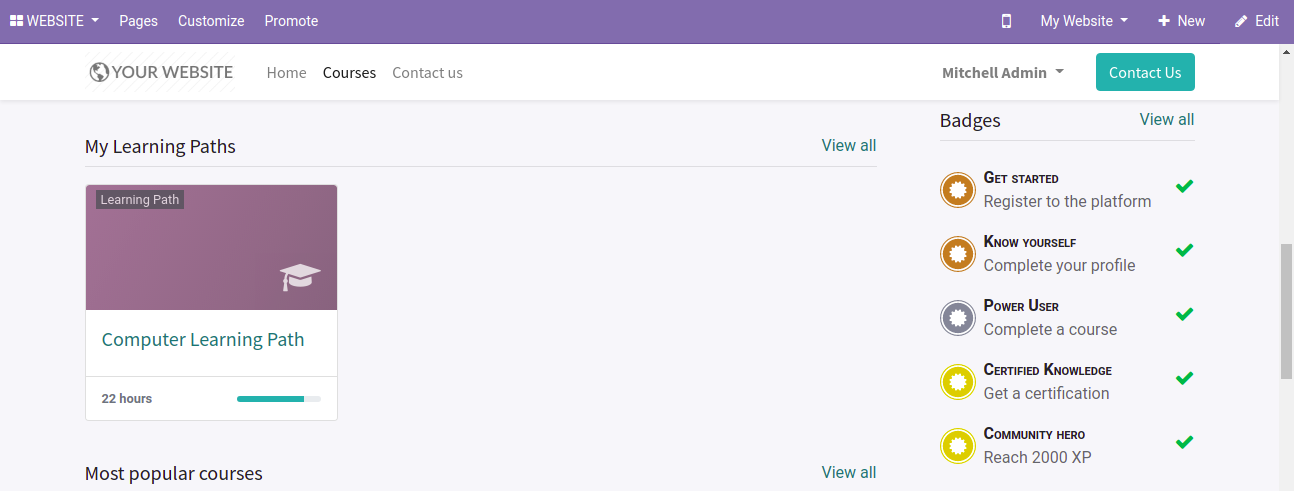 WEBSITE Pages Customize Promote My Website New Edit
YOUR WEBSITE Home Courses Contact us Mitchell Admin Contact Us
My Learning Paths View all
Learning Path
Computer Learning Path
22 hours
Most popular courses View all
Badges View all
Get started
Register to the platform
Know yourself
Complete your profile
Power User
Complete a course
Certified Knowledge
Get a certification
Community hero
Reach 2000 XP